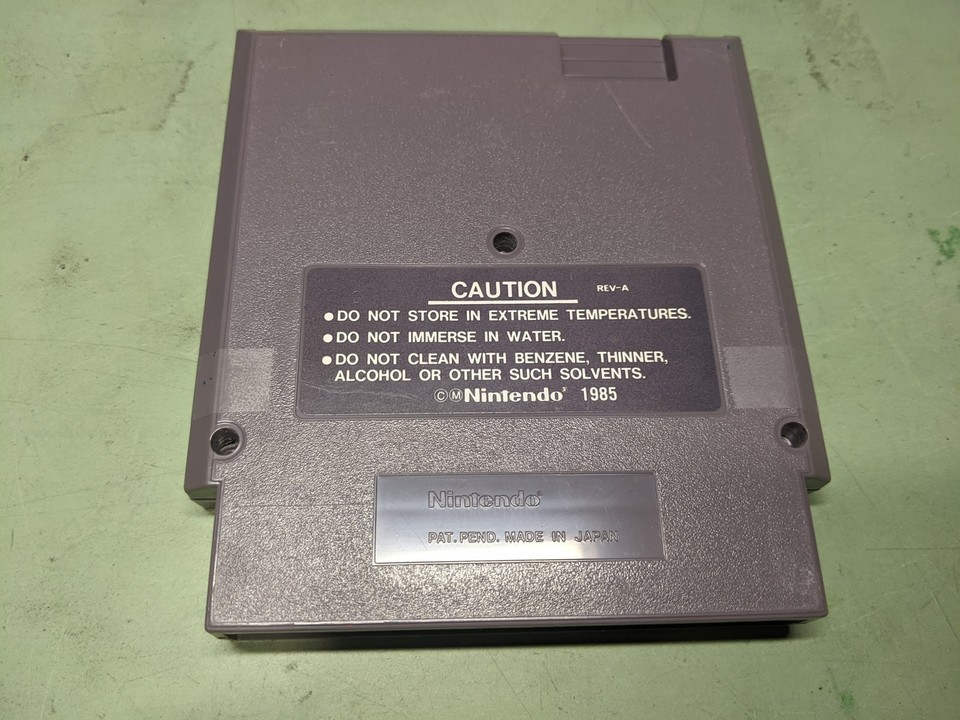 CAUTION REV-A
●DO NOT STORE IN EXTREME TEMPERATURES.
●DO NOT IMMERSE IN WATER.
●DO NOT CLEAN WITH BENZENE, THINNER,
ALCOHOL OR OTHER SUCH SOLVENTS.
©ⓂNintendo® 1985
Nintendo®
PAT. PEND. MADE IN JAPAN